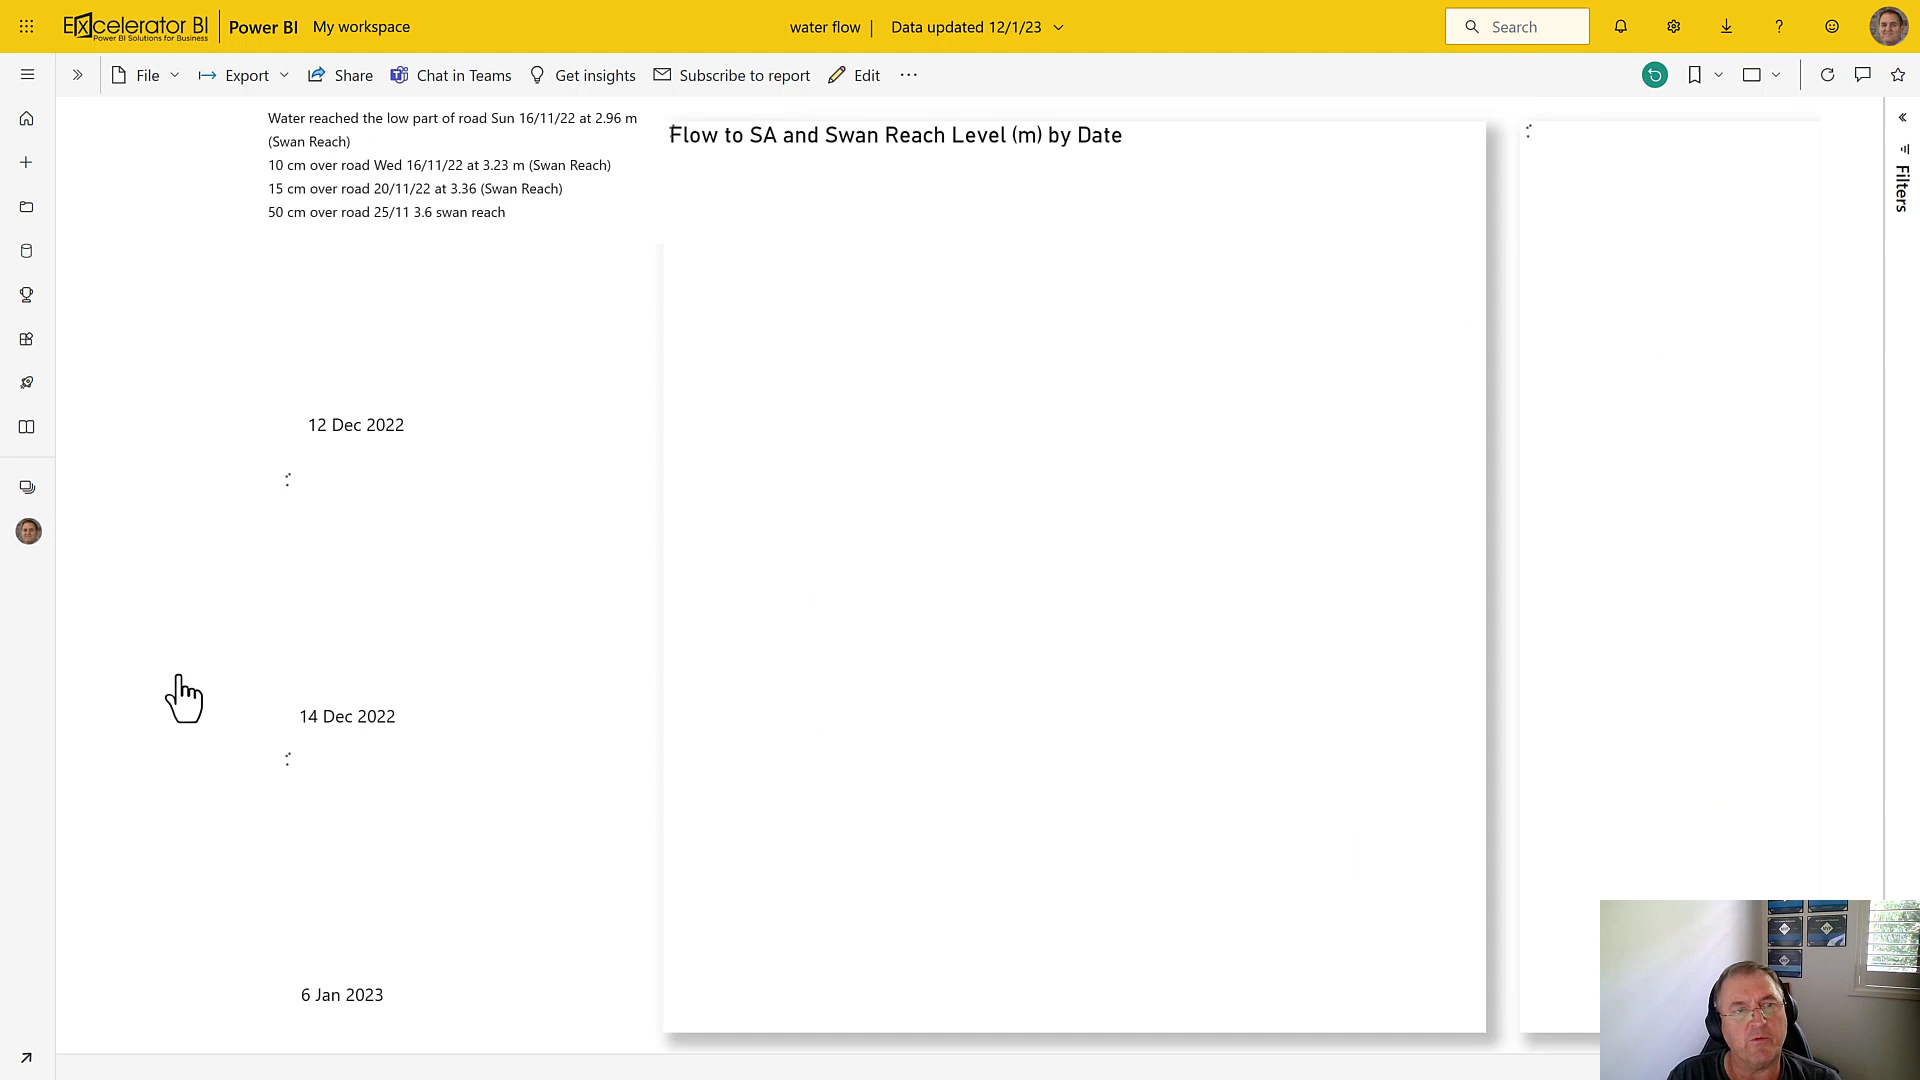 EXcelerator BI
Power BI Solutions for Business
Power BI
My workspace
water flow | Data updated 12/1/23
Search
File
Export
Share
Chat in Teams
Get insights
Subscribe to report
Edit
Water reached the low part of road Sun 16/11/22 at 2.96 m
(Swan Reach)
10 cm over road Wed 16/11/22 at 3.23 m (Swan Reach)
15 cm over road 20/11/22 at 3.36 (Swan Reach)
50 cm over road 25/11 3.6 swan reach
Flow to SA and Swan Reach Level (m) by Date
Filters
12 Dec 2022
14 Dec 2022
6 Jan 2023